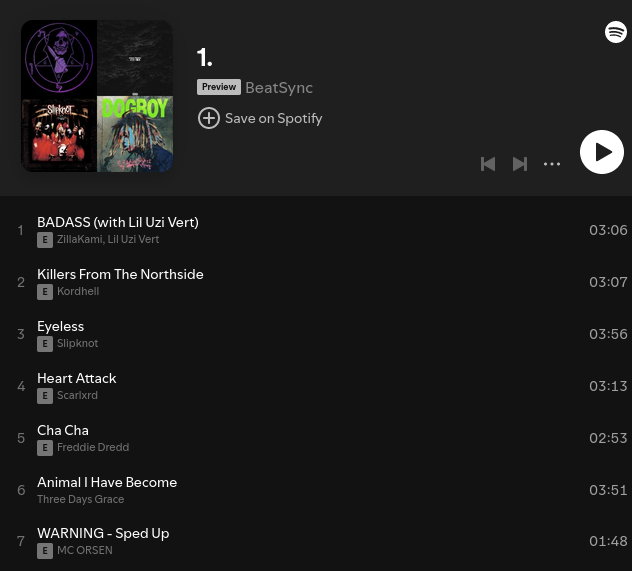 1.
Preview BeatSync
Save on Spotify
Slipknot
DOGBOY
1 BADASS (with Lil Uzi Vert) 03:06
E ZillaKami, Lil Uzi Vert
2 Killers From The Northside 03:07
E Kordhell
3 Eyeless 03:56
E Slipknot
4 Heart Attack 03:13
E Scarlxrd
5 Cha Cha 02:53
E Freddie Dredd
6 Animal I Have Become 03:51
Three Days Grace
7 WARNING - Sped Up 01:48
E MC ORSEN